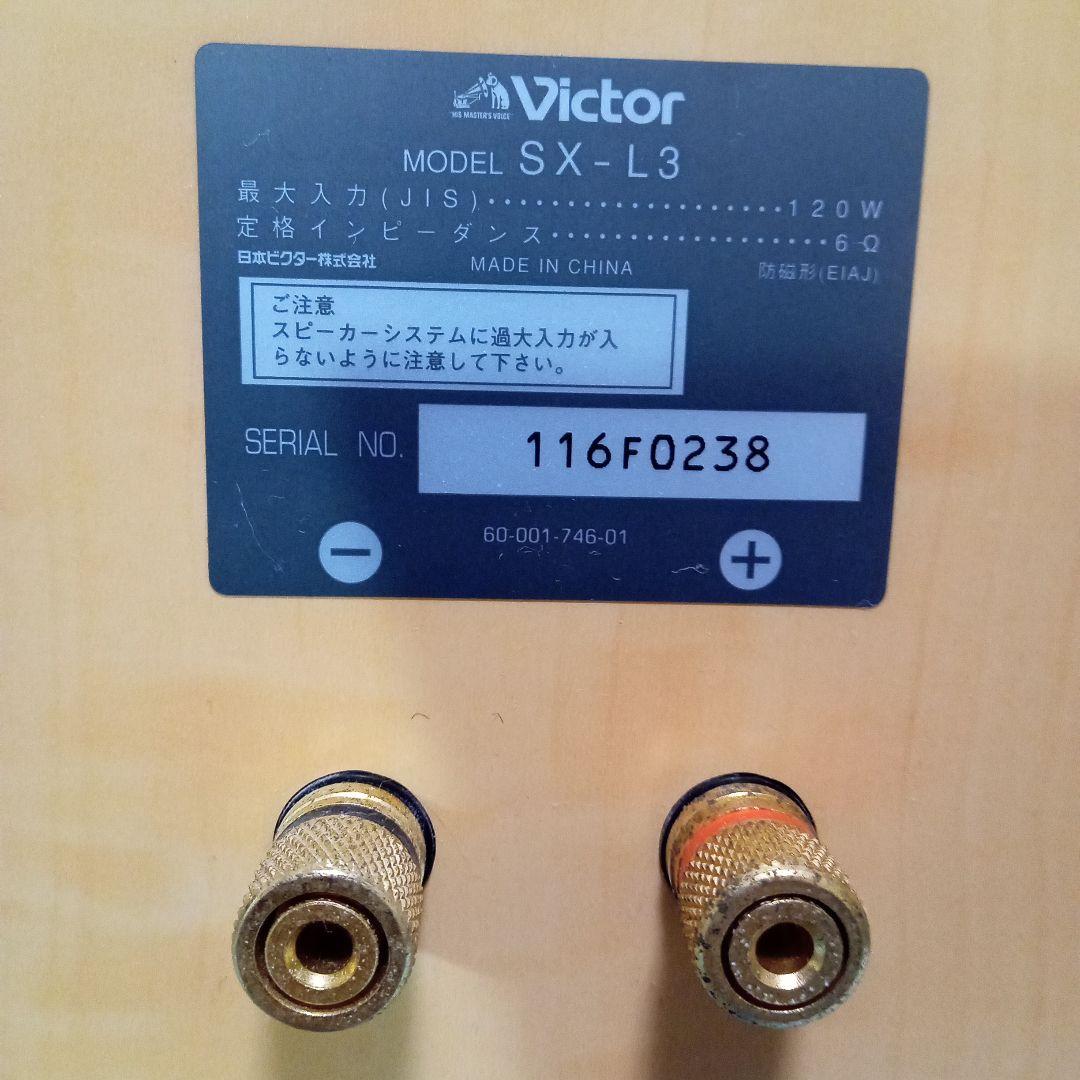 HIS MASTER'S VOICE
Victor
MODEL SX-L3
最大入力(JIS)...................120W
定格インピーダンス.................6Ω
日本ビクター株式会社 MADE IN CHINA 防磁形(EIAJ)
ご注意
スピーカーシステムに過大入力が入
らないように注意して下さい。
SERIAL NO. 116F0238
60-001-746-01
− +